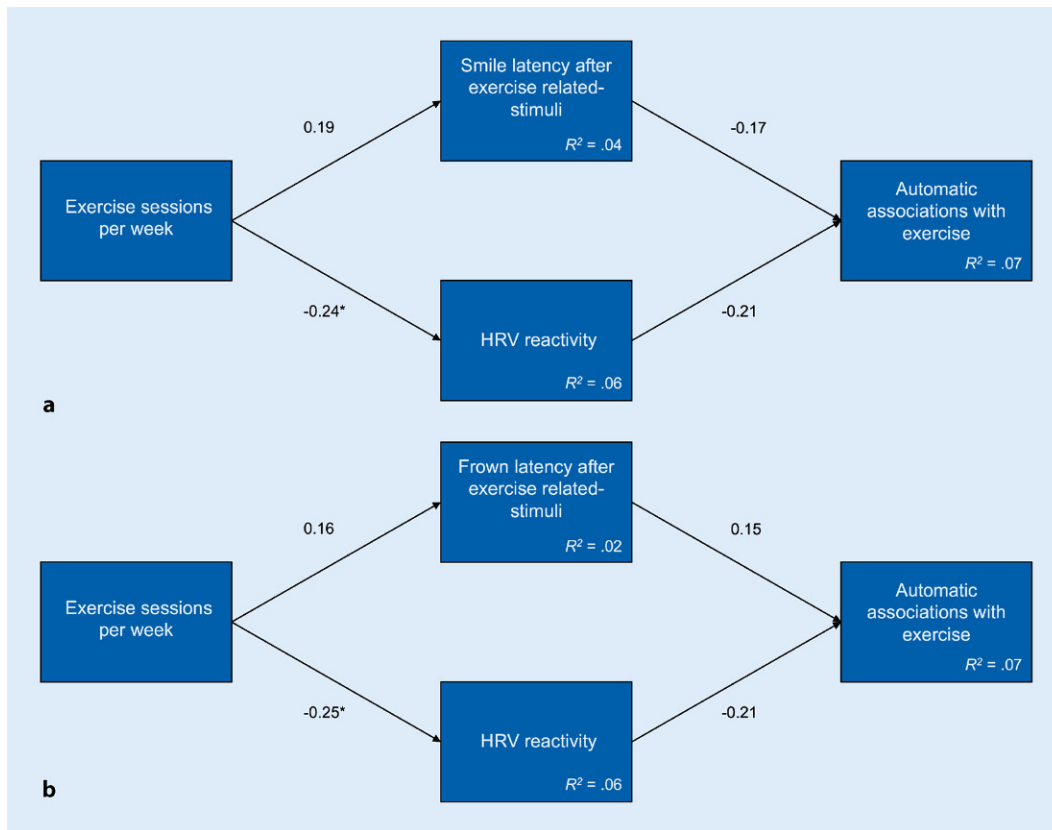 Smile latency after
exercise related-
stimuli
R² = .04
0.19
-0.17
Exercise sessions
per week
Automatic
associations with
exercise
R² = .07
-0.24*
-0.21
HRV reactivity
R² = .06
a
Frown latency after
exercise related-
stimuli
R² = .02
0.16
0.15
Exercise sessions
per week
Automatic
associations with
exercise
R² = .07
-0.25*
-0.21
HRV reactivity
R² = .06
b